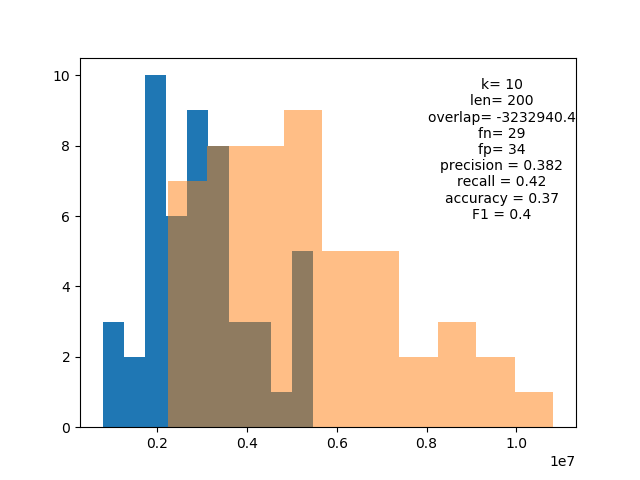 k= 10
len= 200
overlap= -3232940.4
fn= 29
fp= 34
precision = 0.382
recall = 0.42
accuracy = 0.37
F1 = 0.4
10
8
6
4
2
0
0.2 0.4 0.6 0.8 1.0
1e7